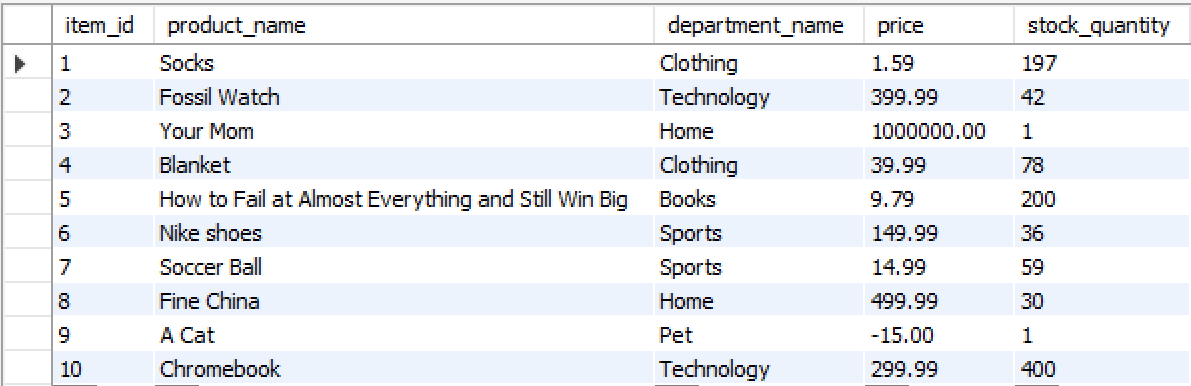 item_id product_name department_name price stock_quantity
1 Socks Clothing 1.59 197
2 Fossil Watch Technology 399.99 42
3 Your Mom Home 1000000.00 1
4 Blanket Clothing 39.99 78
5 How to Fail at Almost Everything and Still Win Big Books 9.79 200
6 Nike shoes Sports 149.99 36
7 Soccer Ball Sports 14.99 59
8 Fine China Home 499.99 30
9 A Cat Pet -15.00 1
10 Chromebook Technology 299.99 400